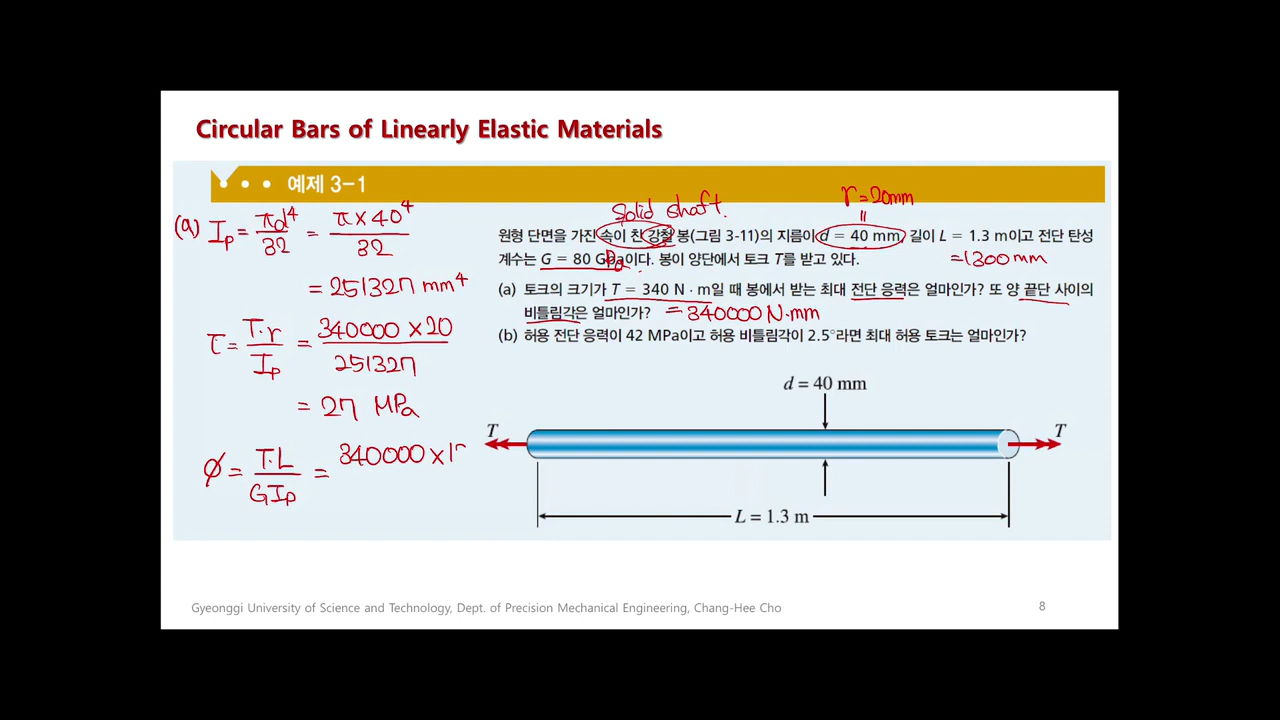 Circular Bars of Linearly Elastic Materials
예제 3-1
원형 단면을 가진 속이 찬 강철 봉(그림 3-11)의 지름이 d = 40 mm, 길이 L = 1.3 m이고 전단 탄성
계수는 G = 80 GPa이다. 봉이 양단에서 토크 T를 받고 있다.
(a) 토크의 크기가 T = 340 N · m일 때 봉에서 받는 최대 전단 응력은 얼마인가? 또 양 끝단 사이의
비틀림각은 얼마인가? = 340000 N·mm
(b) 허용 전단 응력이 42 MPa이고 허용 비틀림각이 2.5°라면 최대 허용 토크는 얼마인가?
Solid shaft.
r = 20mm
=
=1300mm
(a) Ip = πd⁴/32 = π×40⁴/32
= 251327 mm⁴
τ = T·r/Ip = 340000×20/251327
= 27 MPa
φ = T·L/GIp = 340000×1
d = 40 mm
T
T
L = 1.3 m
Gyeonggi University of Science and Technology, Dept. of Precision Mechanical Engineering, Chang-Hee Cho
8